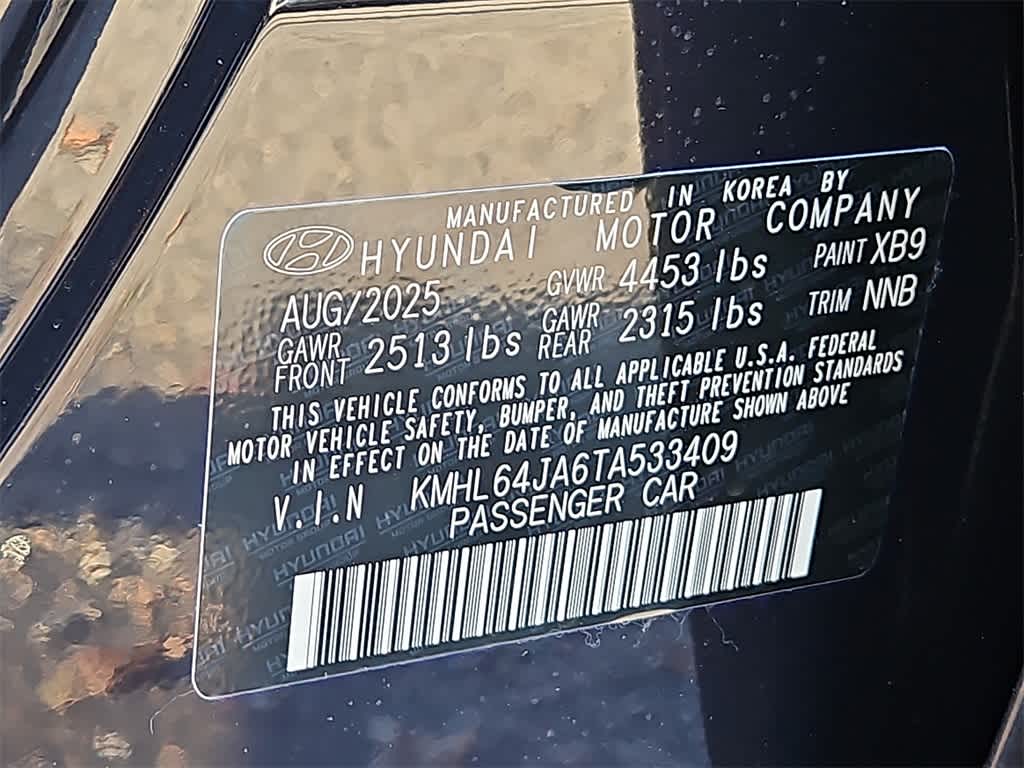 MANUFACTURED IN KOREA BY
HYUNDAI MOTOR COMPANY
AUG/2025 GVWR 4453 lbs PAINT XB9
GAWR FRONT 2513 lbs GAWR REAR 2315 lbs TRIM NNB
THIS VEHICLE CONFORMS TO ALL APPLICABLE U.S.A. FEDERAL
MOTOR VEHICLE SAFETY, BUMPER, AND THEFT PREVENTION STANDARDS
IN EFFECT ON THE DATE OF MANUFACTURE SHOWN ABOVE
V.I.N KMHL64JA6TA533409
PASSENGER CAR